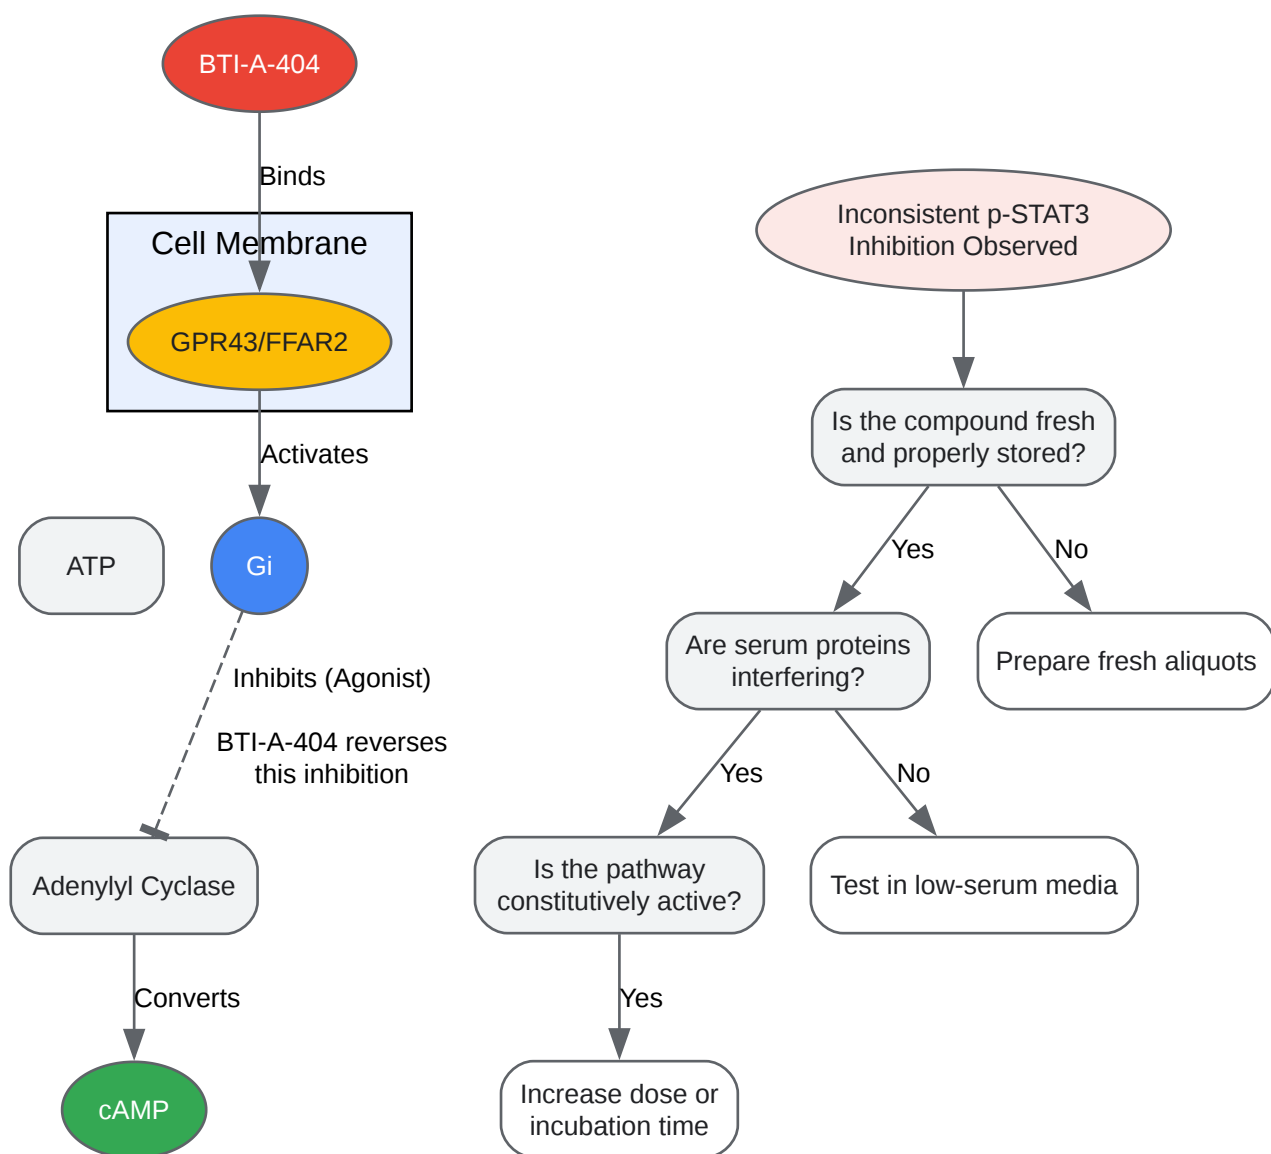 BTI-A-404
Binds
Cell Membrane
GPR43/FFAR2
Activates
ATP
Gi
Inhibits (Agonist)
BTI-A-404 reverses
this inhibition
Adenylyl Cyclase
Converts
cAMP
Inconsistent p-STAT3
Inhibition Observed
Is the compound fresh
and properly stored?
Yes
No
Are serum proteins
interfering?
Prepare fresh aliquots
Yes
No
Is the pathway
constitutively active?
Test in low-serum media
Yes
Increase dose or
incubation time